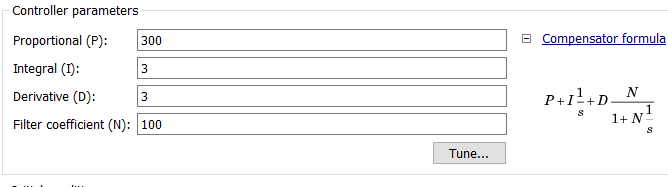 Controller parameters
Proportional (P): 300
Integral (I): 3
Derivative (D): 3
Filter coefficient (N): 100
Tune...
Compensator formula
P + I 1/s + D N/(1 + N 1/s)